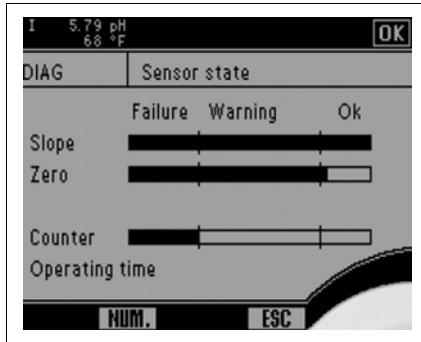 I 5.79 pH
68 °F
OK
DIAG Sensor state
Failure Warning Ok
Slope
Zero
Counter
Operating time
NUM. ESC